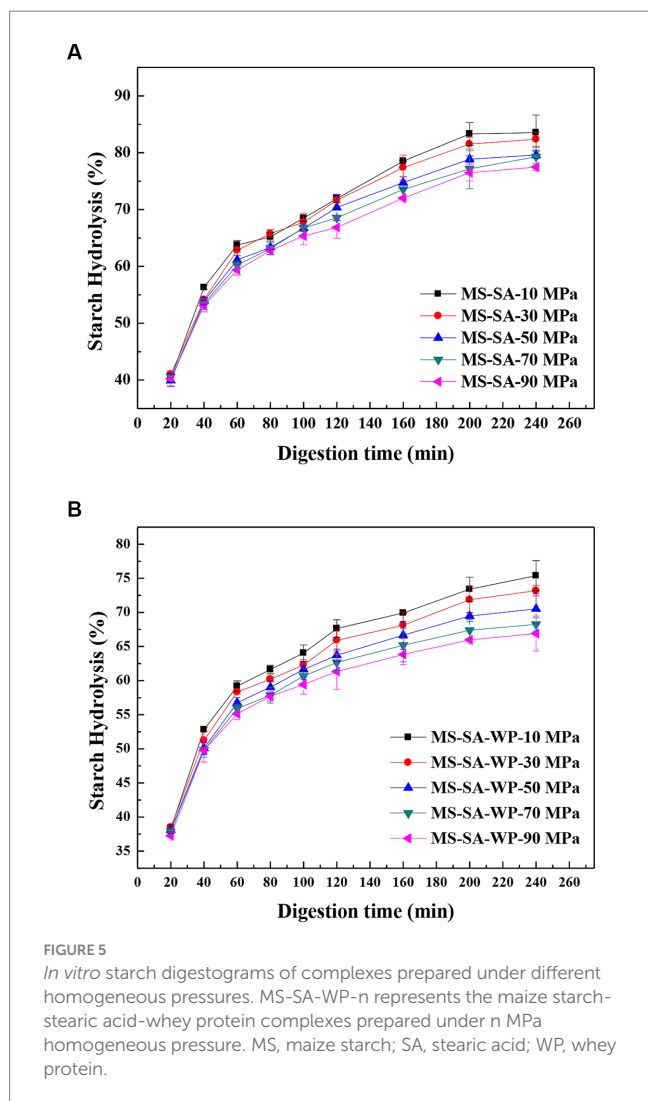 A
90
80
70
60
50
40
Starch Hydrolysis (%)
MS-SA-10 MPa
MS-SA-30 MPa
MS-SA-50 MPa
MS-SA-70 MPa
MS-SA-90 MPa
0 20 40 60 80 100 120 140 160 180 200 220 240 260
Digestion time (min)
B
80
75
70
65
60
55
50
45
40
35
Starch Hydrolysis (%)
MS-SA-WP-10 MPa
MS-SA-WP-30 MPa
MS-SA-WP-50 MPa
MS-SA-WP-70 MPa
MS-SA-WP-90 MPa
0 20 40 60 80 100 120 140 160 180 200 220 240 260
Digestion time (min)
FIGURE 5
In vitro starch digestograms of complexes prepared under different
homogeneous pressures. MS-SA-WP-n represents the maize starch-
stearic acid-whey protein complexes prepared under n MPa
homogeneous pressure. MS, maize starch; SA, stearic acid; WP, whey
protein.